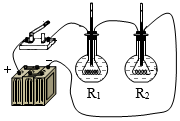 + −
R₁ R₂